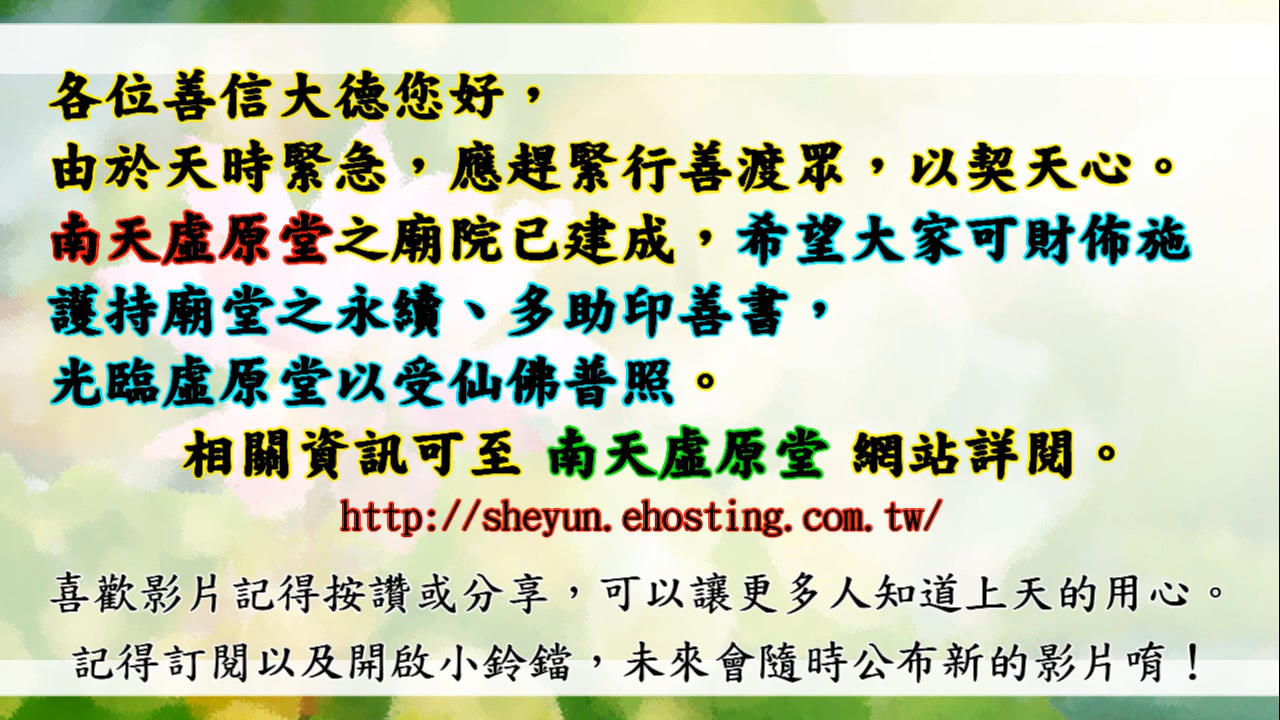 各位善信大德您好，
由於天時緊急，應趕緊行善渡眾，以契天心。
南天虛原堂之廟院已建成，希望大家可財佈施
護持廟堂之永續、多助印善書，
光臨虛原堂以受仙佛普照。
相關資訊可至 南天虛原堂 網站詳閱。
http://sheyun.ehosting.com.tw/
喜歡影片記得按讚或分享，可以讓更多人知道上天的用心。
記得訂閱以及開啟小鈴鐺，未來會隨時公布新的影片唷！